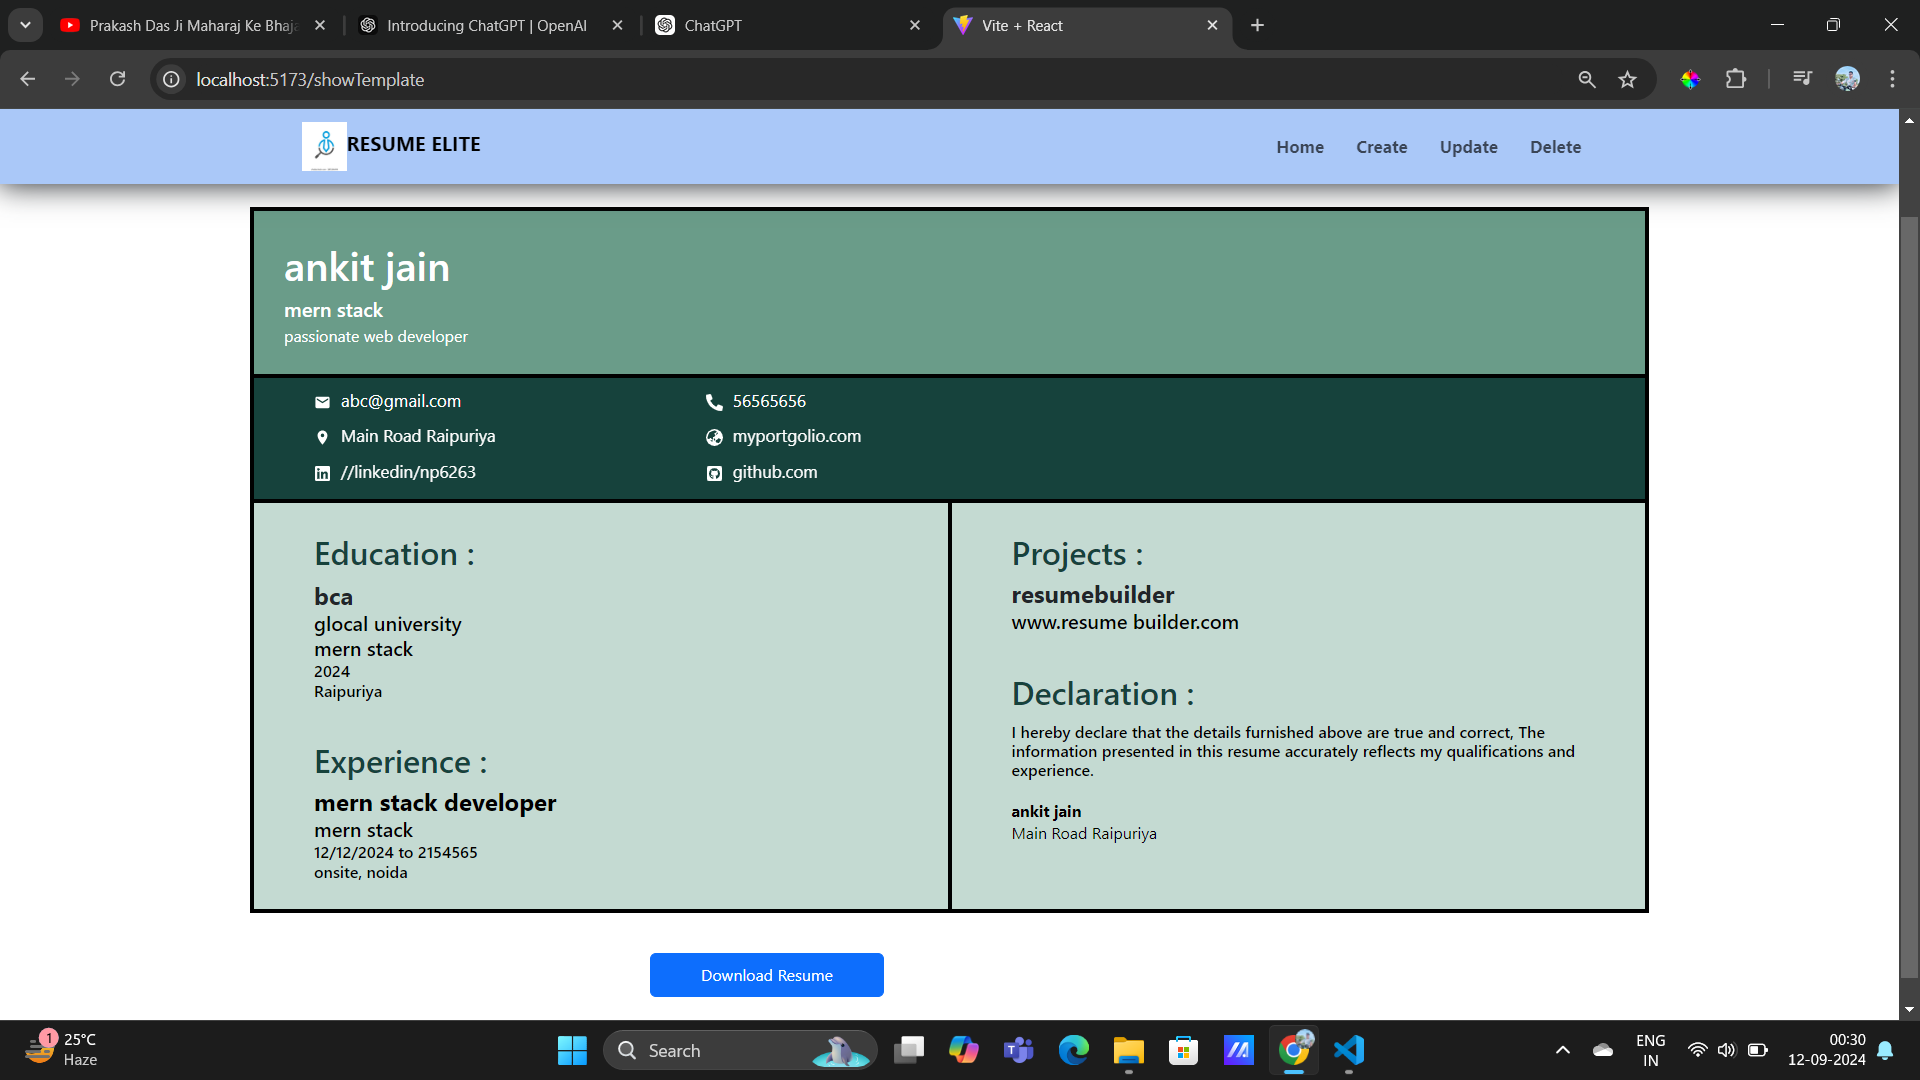 Prakash Das Ji Maharaj Ke Bhaja
Introducing ChatGPT | OpenAI
ChatGPT
Vite + React
localhost:5173/showTemplate
RESUME ELITE
Home Create Update Delete
ankit jain
mern stack
passionate web developer
abc@gmail.com
56565656
Main Road Raipuriya
myportgolio.com
//linkedin/np6263
github.com
Education :
bca
glocal university
mern stack
2024
Raipuriya
Experience :
mern stack developer
mern stack
12/12/2024 to 2154565
onsite, noida
Projects :
resumebuilder
www.resume builder.com
Declaration :
I hereby declare that the details furnished above are true and correct, The
information presented in this resume accurately reflects my qualifications and
experience.
ankit jain
Main Road Raipuriya
Download Resume
1
25°C
Haze
Search
ENG
IN
00:30
12-09-2024